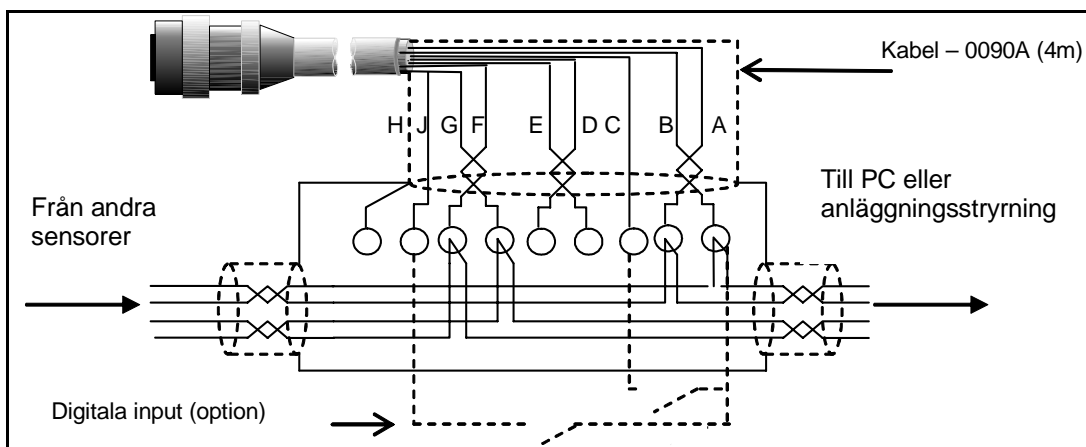 Kabel – 0090A (4m)
H J G F E D C B A
Från andra
sensorer
Till PC eller
anläggningsstryrning
Digitala input (option)